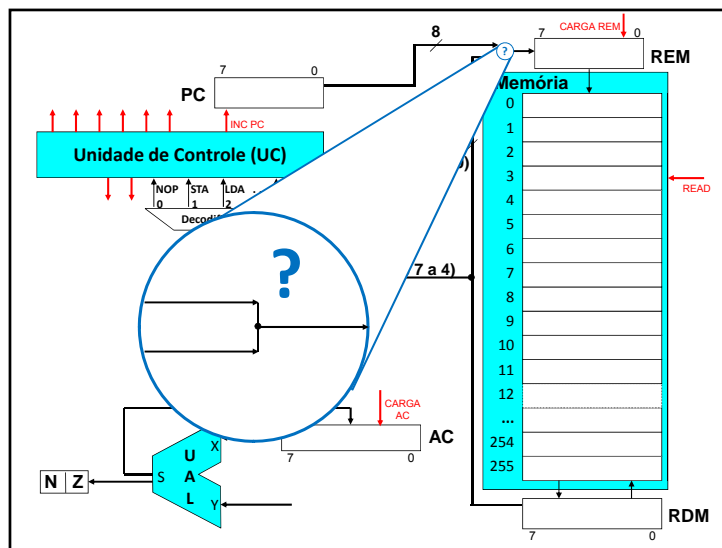 8
?
7 0
CARGA REM
REM
7 0
PC
INC PC
Memória
Unidade de Controle (UC)
NOP STA LDA . .
0 1 2
READ
0
1
2
3
4
5
6
7
8
9
10
11
12
...
254
255
?
7 a 4)
CARGA
AC
AC
7 0
X
S
Y
UAL
N Z
RDM
7 0